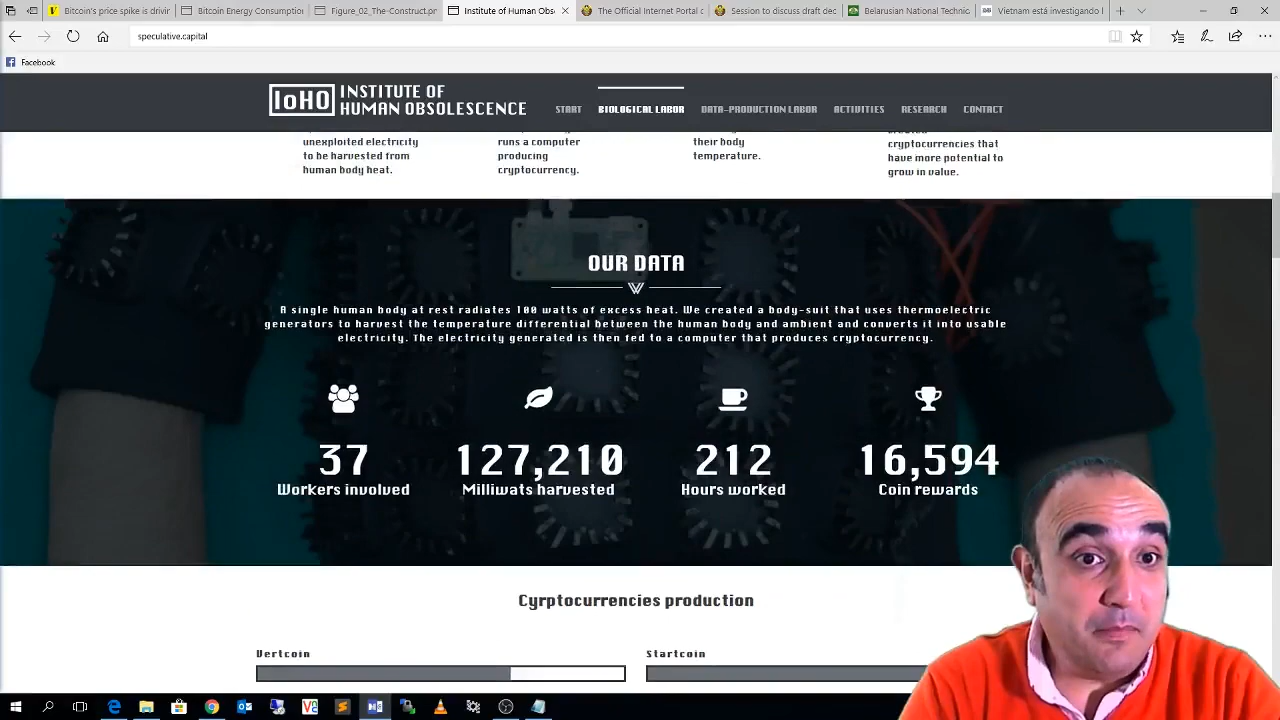 Bitcoin's price spike is drivin
Bitcoin Energy Consumption
Figure_02_The-Construct.pn
Institute of Human Obs
The Official Internet Portal o
Session to discuss draft dec
Belarusian National Technic
Vietnam está investigando l
speculative.capital
Facebook
IoHO
INSTITUTE OF
HUMAN OBSOLESCENCE
START BIOLOGICAL LABOR DATA-PRODUCTION LABOR ACTIVITIES RESEARCH CONTACT
unexploited electricity
to be harvested from
human body heat.
runs a computer
producing
cryptocurrency.
their body
temperature.
cryptocurrencies that
have more potential to
grow in value.
OUR DATA
A single human body at rest radiates 100 watts of excess heat. We created a body-suit that uses thermoelectric
generators to harvest the temperature differential between the human body and ambient and converts it into usable
electricity. The electricity generated is then fed to a computer that produces cryptocurrency.
37
Workers involved
127,210
Milliwats harvested
212
Hours worked
16,594
Coin rewards
Cyrptocurrencies production
Vertcoin
Startcoin